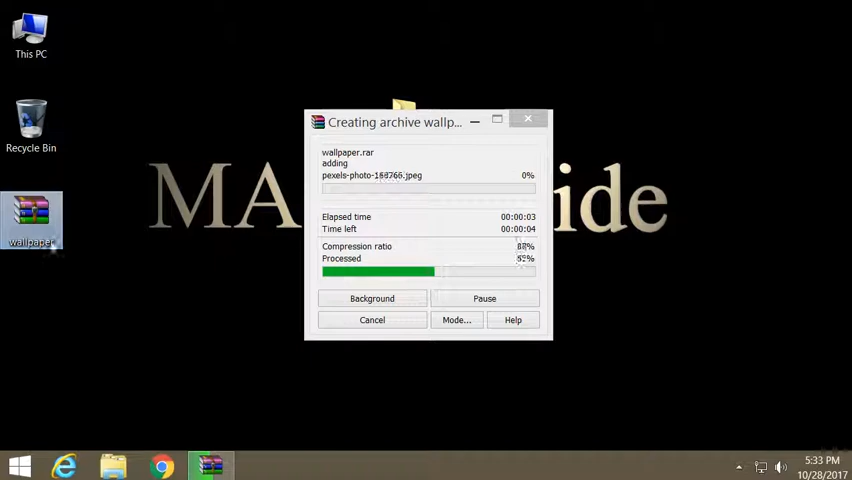 This PC
Recycle Bin
wallpaper
MA
ide
Creating archive wallp...
wallpaper.rar
adding
pexels-photo-168766.jpeg 0%
Elapsed time 00:00:03
Time left 00:00:04
Compression ratio
Processed
Background Pause
Cancel Mode... Help
5:33 PM
10/28/2017